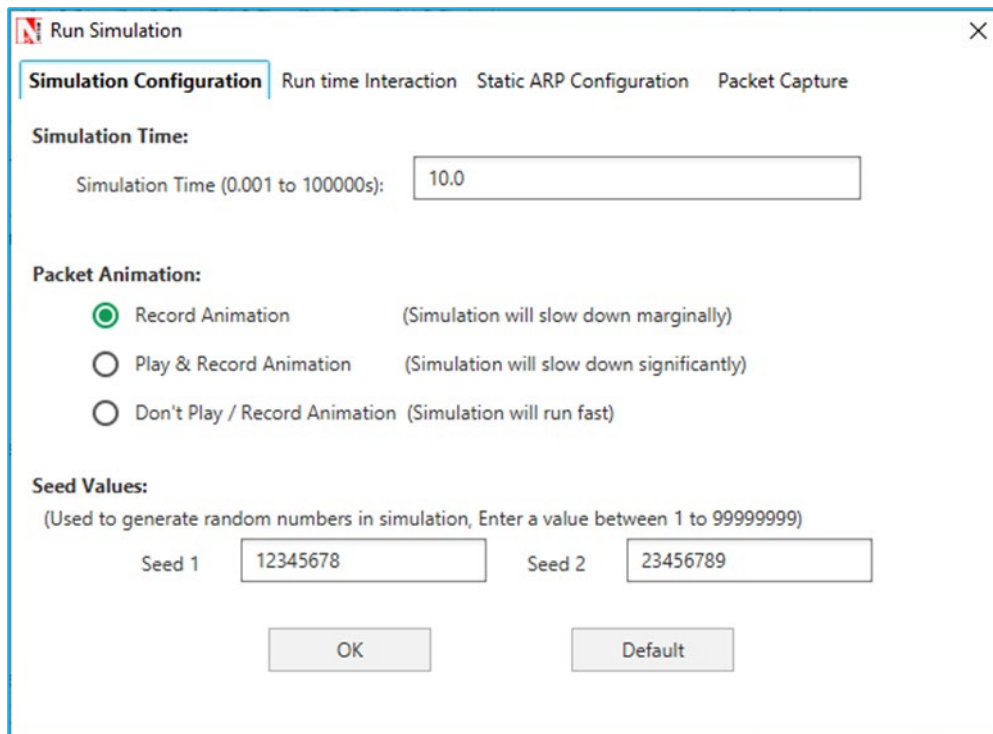 Run Simulation
Simulation Configuration Run time Interaction Static ARP Configuration Packet Capture
Simulation Time:
Simulation Time (0.001 to 100000s): 10.0
Packet Animation:
Record Animation (Simulation will slow down marginally)
Play & Record Animation (Simulation will slow down significantly)
Don't Play / Record Animation (Simulation will run fast)
Seed Values:
(Used to generate random numbers in simulation, Enter a value between 1 to 99999999)
Seed 1 12345678 Seed 2 23456789
OK Default